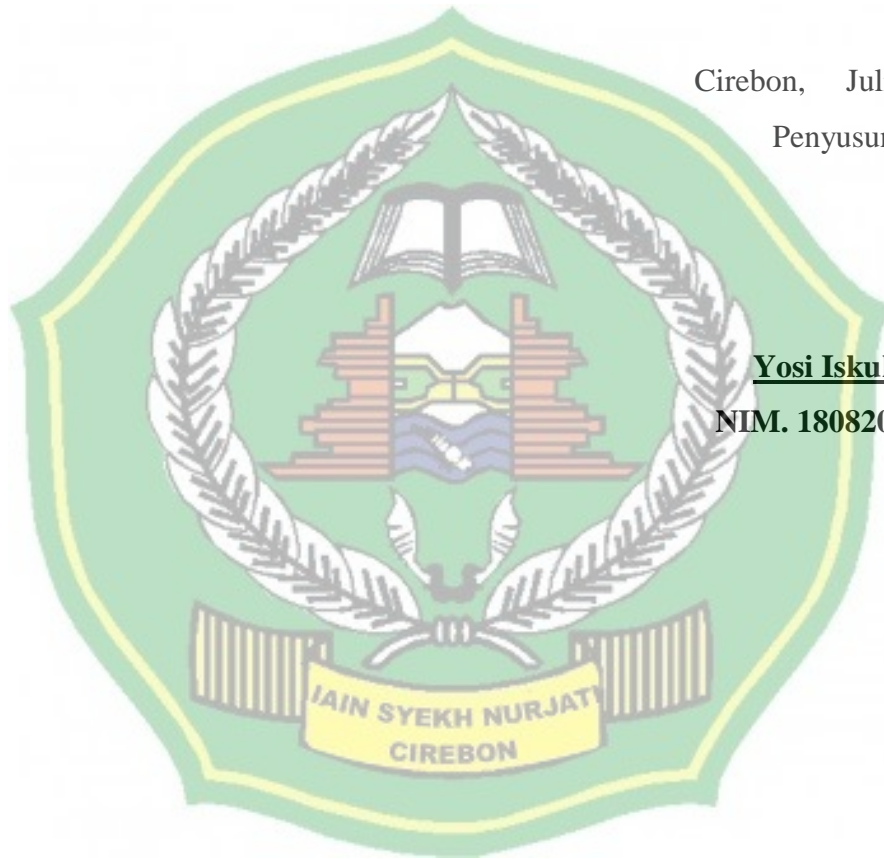 Cirebon, Jul
Penyusu
Yosi Isku
NIM. 18082
IAIN SYEKH NURJATI
CIREBON